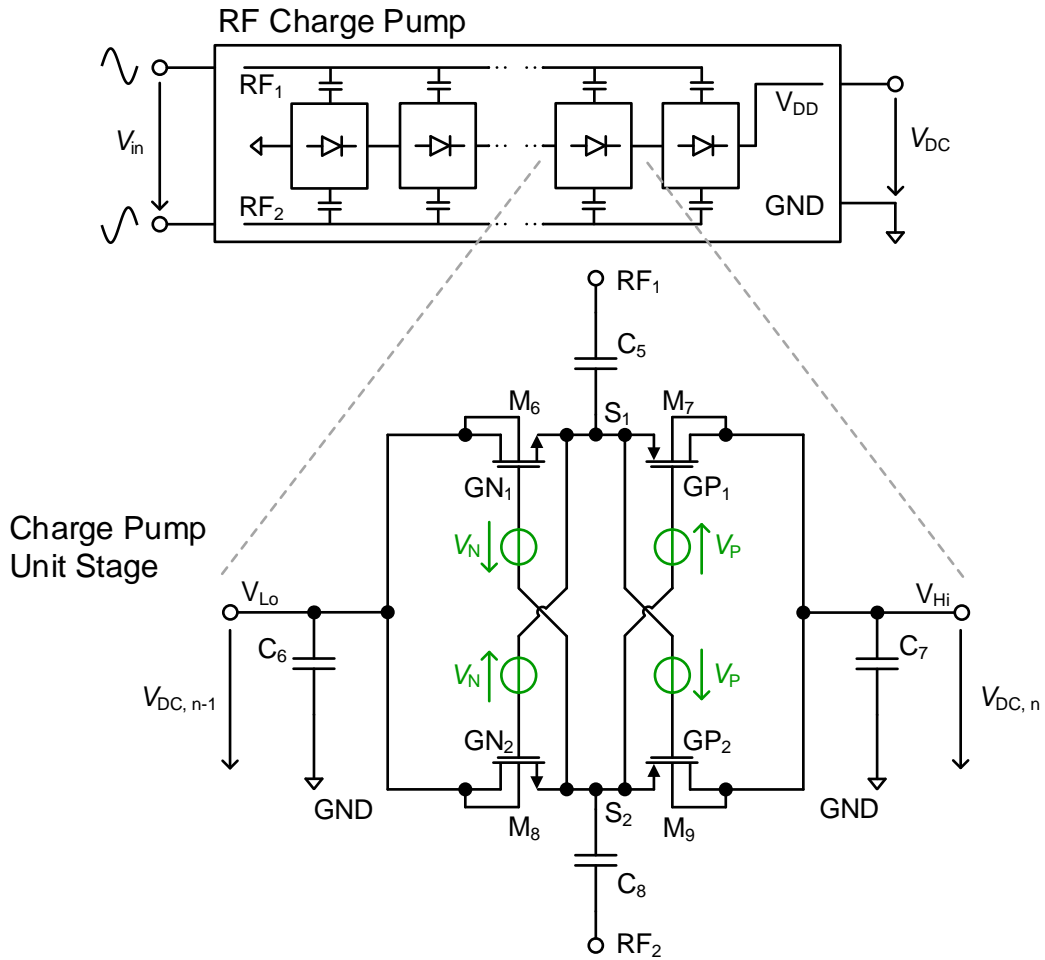 RF Charge Pump
RF1
VDD
Vin
VDC
RF2
GND
RF1
C5
M6
S1
M7
GN1
GP1
Charge Pump
Unit Stage
VN
VP
VLo
VHi
C6
C7
VN
VP
VDC, n-1
VDC, n
GN2
GP2
GND
GND
M8
S2
M9
C8
RF2